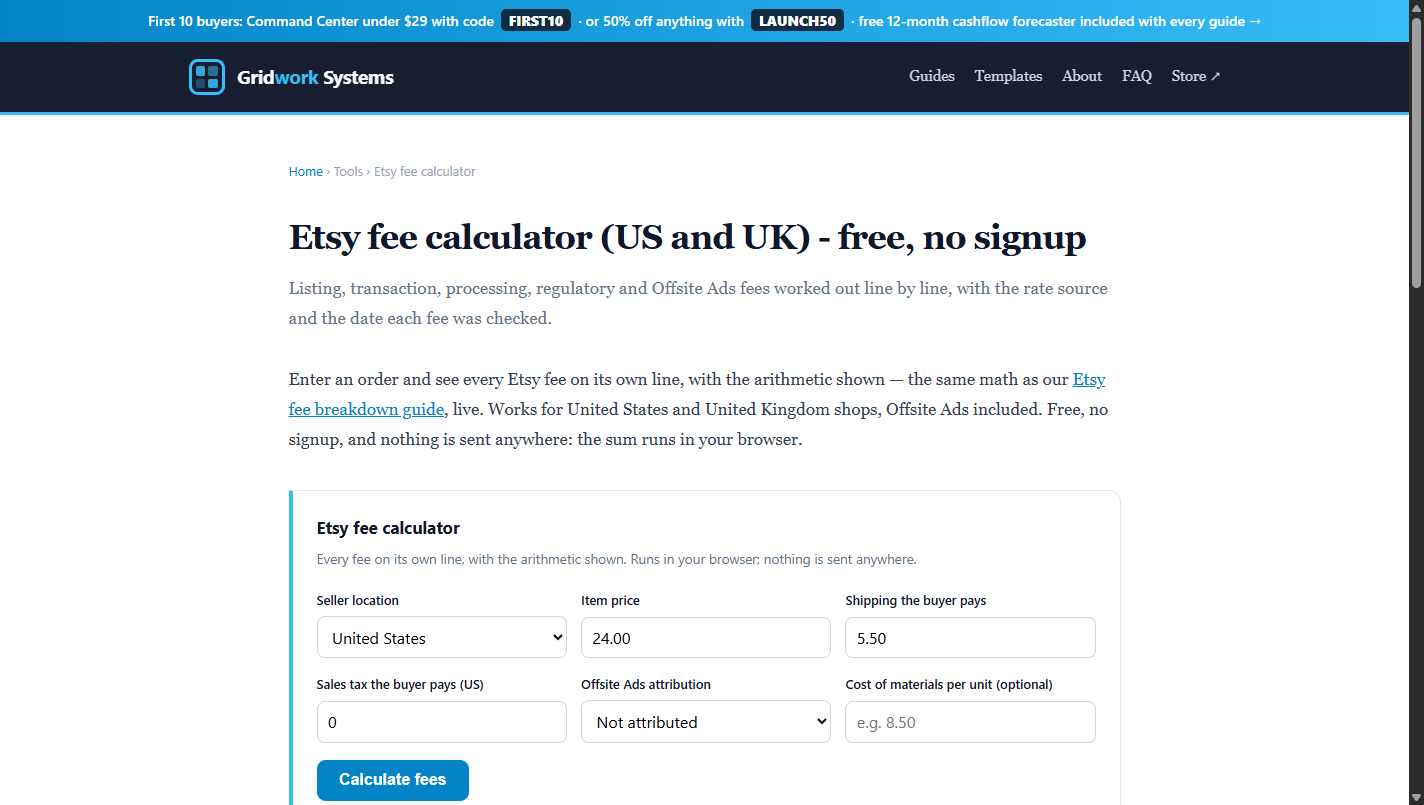 First 10 buyers: Command Center under $29 with code FIRST10 · or 50% off anything with LAUNCH50 · free 12-month cashflow forecaster included with every guide →
Gridwork Systems
Guides Templates About FAQ Store ↗
Home › Tools › Etsy fee calculator
Etsy fee calculator (US and UK) - free, no signup
Listing, transaction, processing, regulatory and Offsite Ads fees worked out line by line, with the rate source
and the date each fee was checked.
Enter an order and see every Etsy fee on its own line, with the arithmetic shown — the same math as our Etsy
fee breakdown guide, live. Works for United States and United Kingdom shops, Offsite Ads included. Free, no
signup, and nothing is sent anywhere: the sum runs in your browser.
Etsy fee calculator
Every fee on its own line, with the arithmetic shown. Runs in your browser; nothing is sent anywhere.
Seller location Item price Shipping the buyer pays
United States 24.00 5.50
Sales tax the buyer pays (US) Offsite Ads attribution Cost of materials per unit (optional)
0 Not attributed e.g. 8.50
Calculate fees